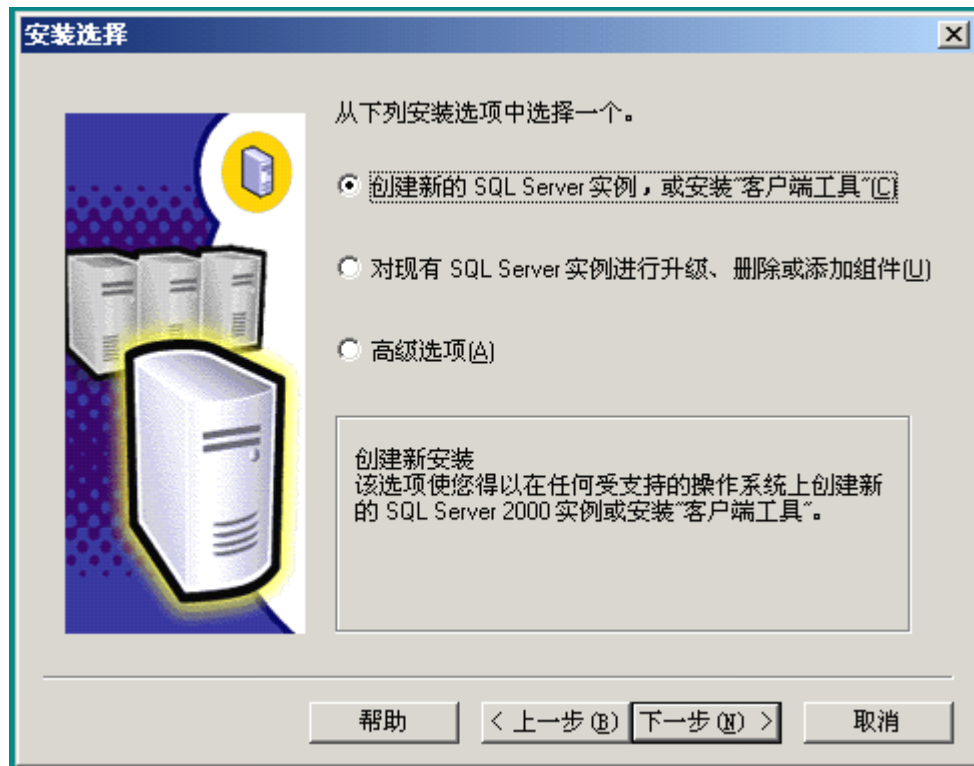 安装选择
从下列安装选项中选择一个。
创建新的 SQL Server 实例，或安装“客户端工具”(C)
对现有 SQL Server 实例进行升级、删除或添加组件(U)
高级选项(A)
创建新安装
该选项使您得以在任何受支持的操作系统上创建新
的 SQL Server 2000 实例或安装“客户端工具”。
帮助
< 上一步(B)
下一步(N) >
取消